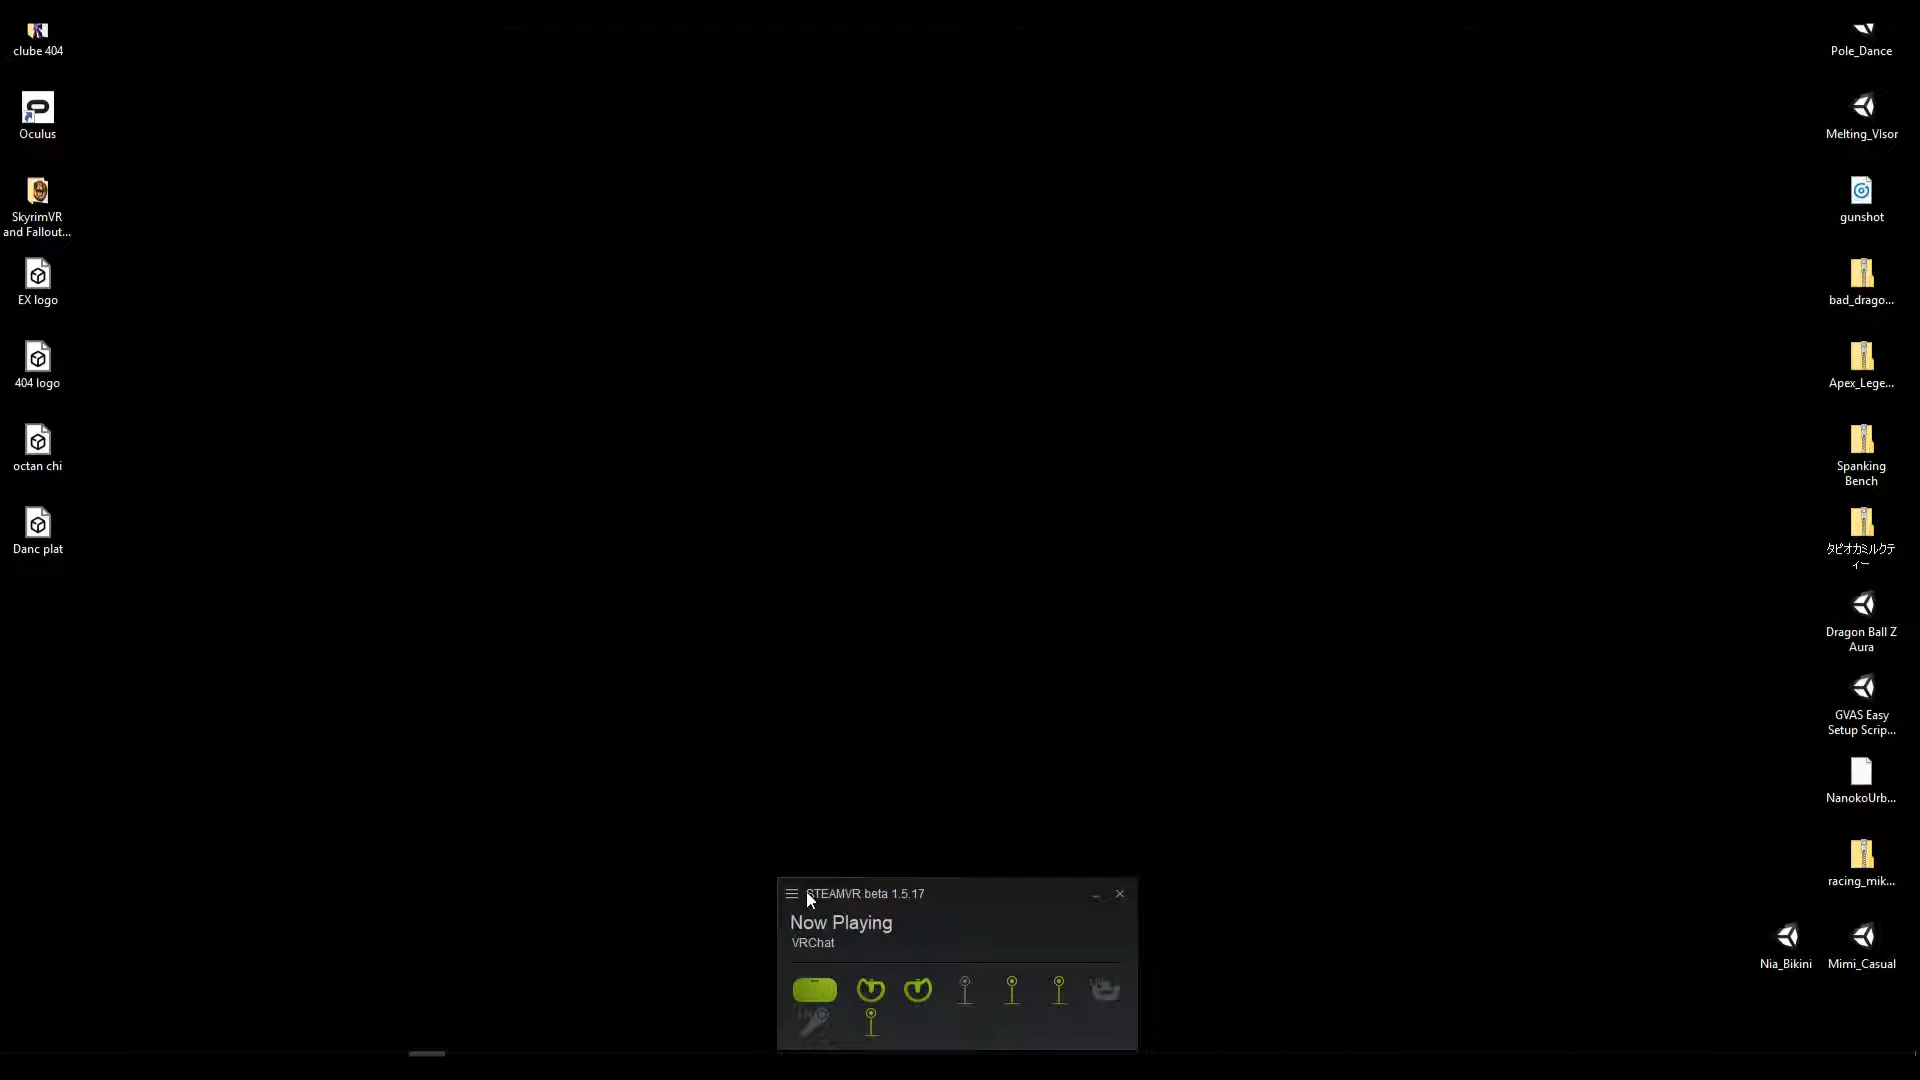 clube 404
Oculus
SkyrimVR
and Fallout...
EX logo
404 logo
octan chi
Danc plat
Pole_Dance
Melting_VIsor
gunshot
bad_drago...
Apex_Lege...
Spanking
Bench
タピオカミルクテ
ィー
Dragon Ball Z
Aura
GVAS Easy
Setup Scrip...
NanokoUrb...
racing_mik...
Nia_Bikini
Mimi_Casual
STEAMVR beta 1.5.17
Now Playing
VRChat